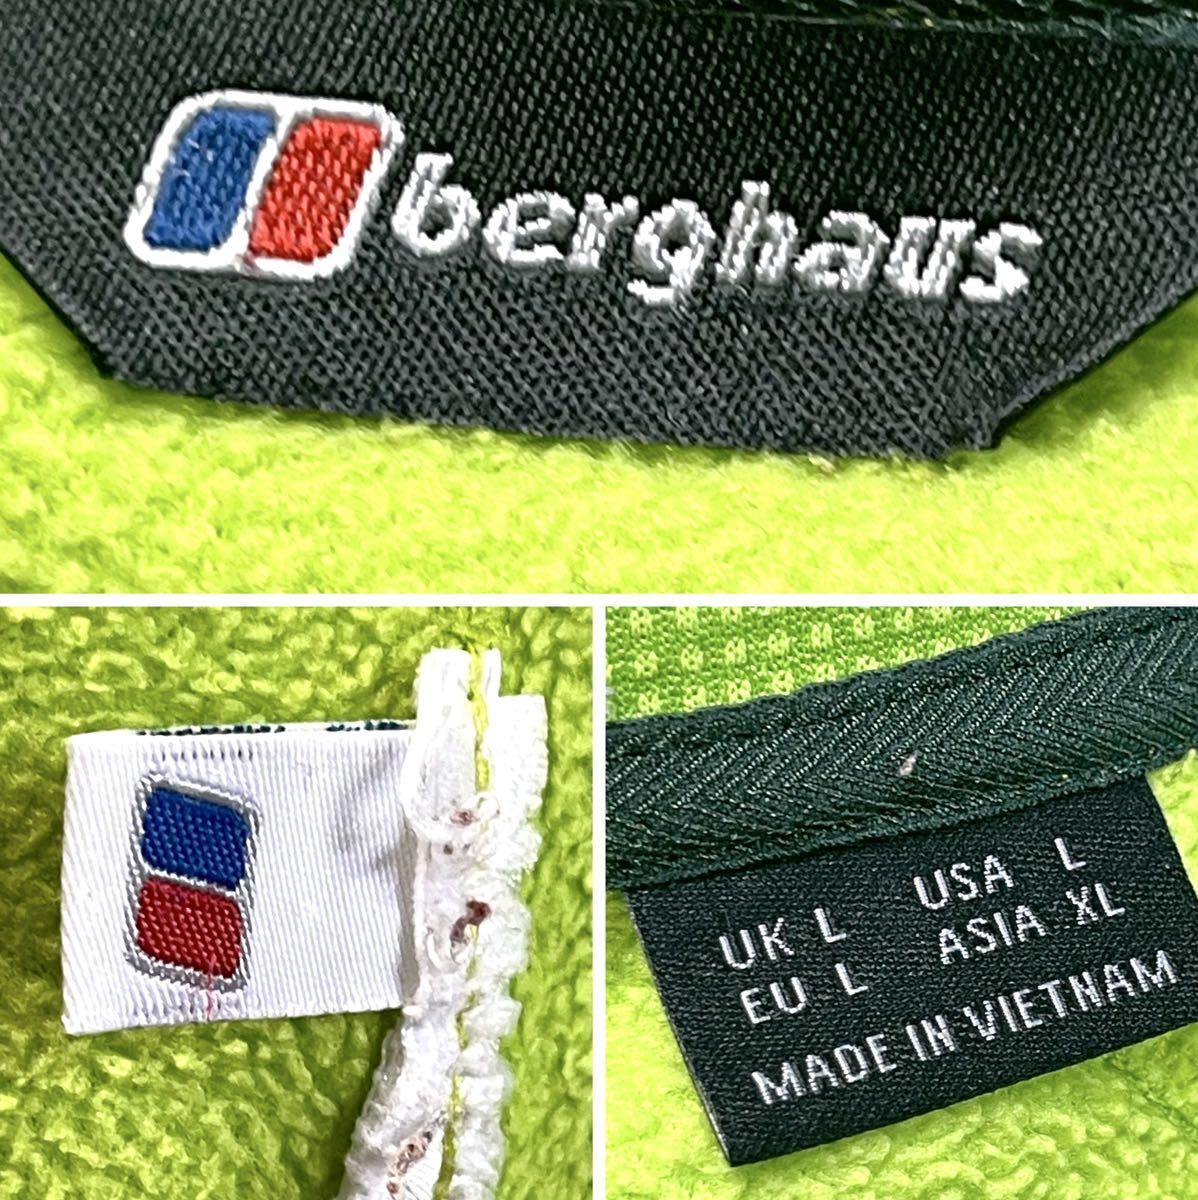 berghaus
UK L USA L
EU L ASIA XL
MADE IN VIETNAM